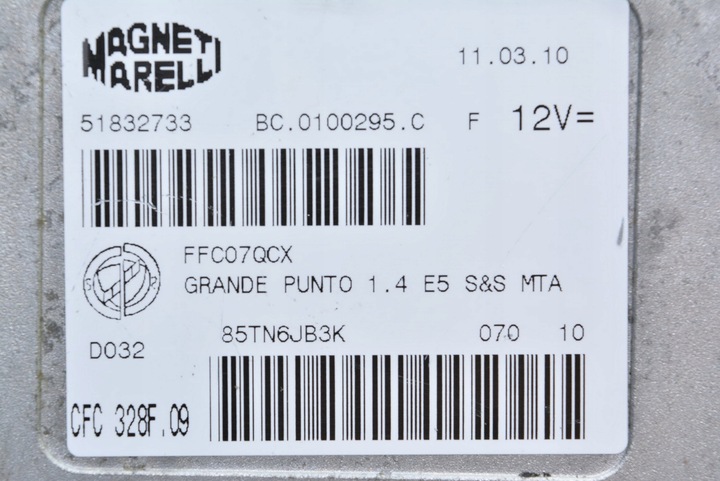 MAGNETI
MARELLI
11.03.10
51832733 BC.0100295.C F 12V=
FFC07QCX
GRANDE PUNTO 1.4 E5 S&S MTA
85TN6JB3K 070 10
D032
CFC 328F.09